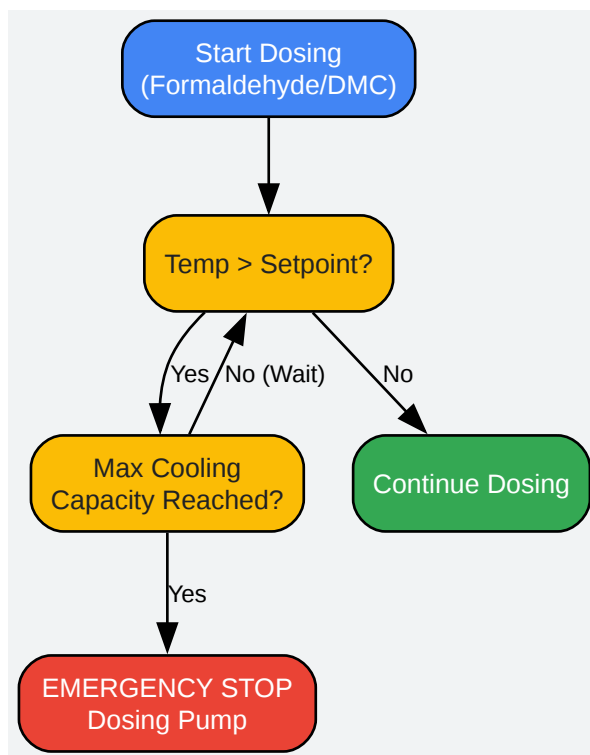 Start Dosing
(Formaldehyde/DMC)
Temp > Setpoint?
Yes
No (Wait)
No
Max Cooling
Capacity Reached?
Continue Dosing
Yes
EMERGENCY STOP
Dosing Pump